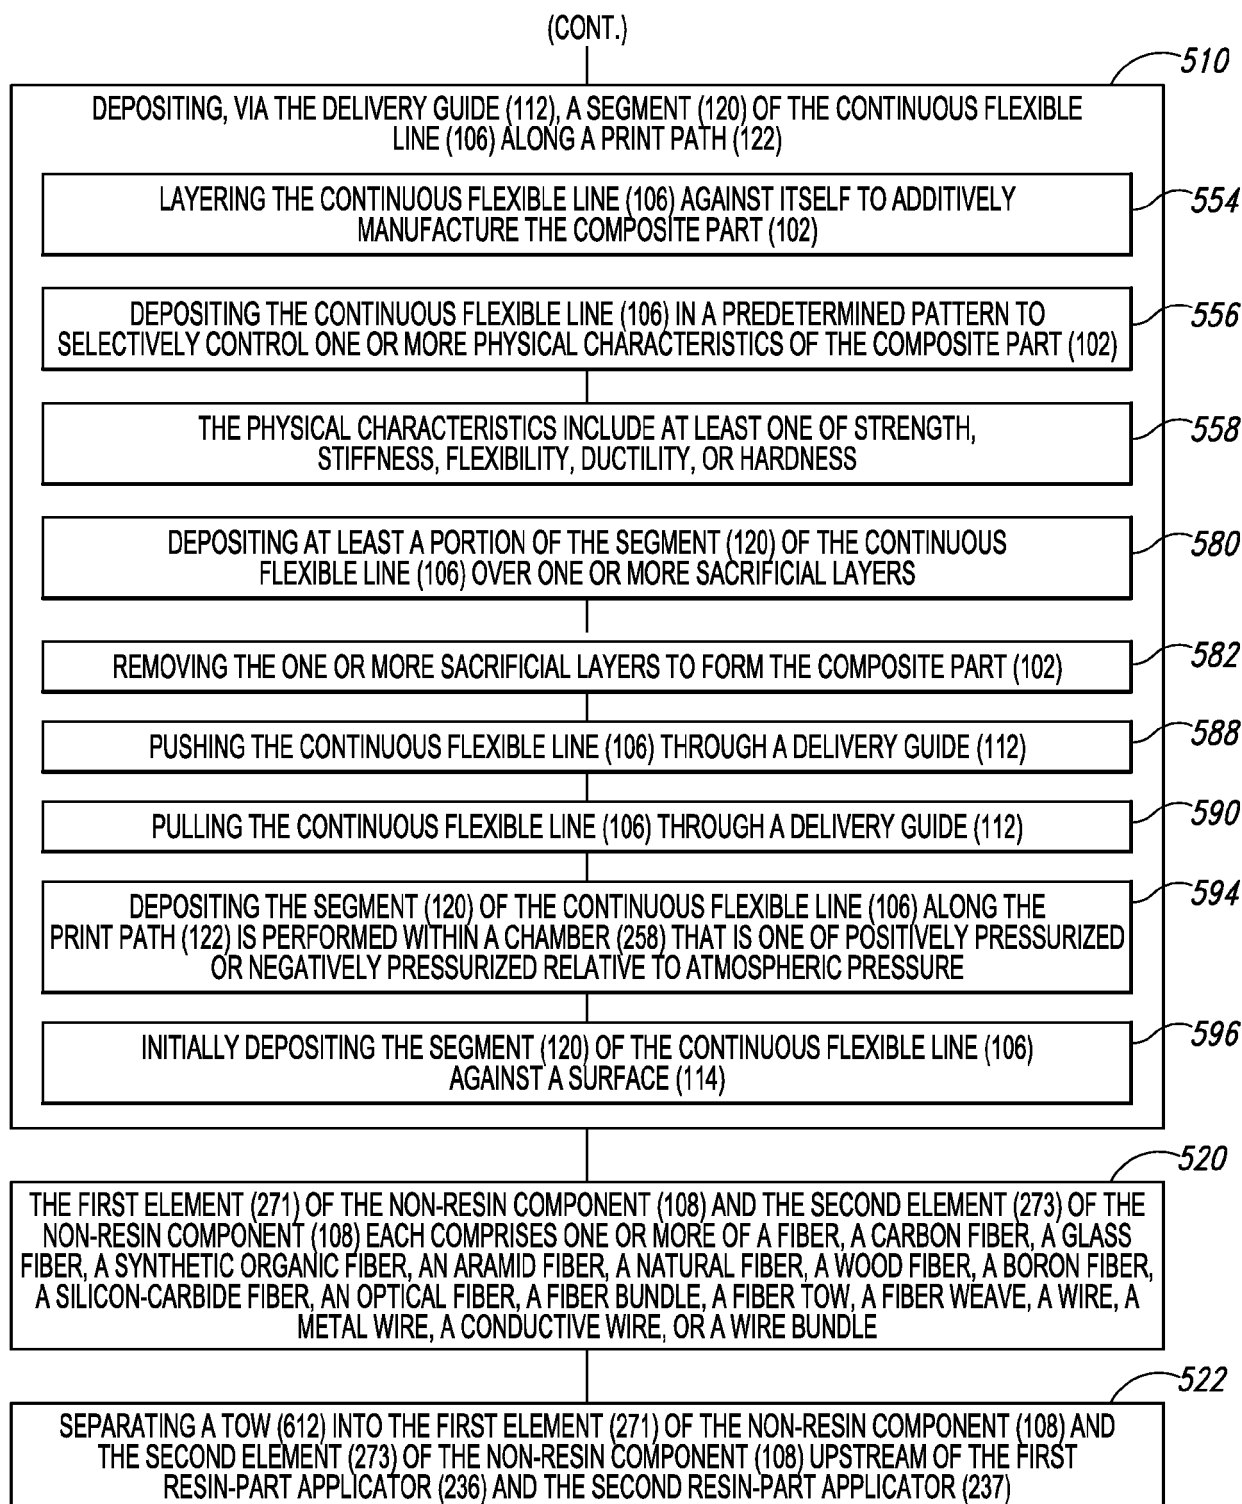 (CONT.)
510
DEPOSITING, VIA THE DELIVERY GUIDE (112), A SEGMENT (120) OF THE CONTINUOUS FLEXIBLE
LINE (106) ALONG A PRINT PATH (122)
LAYERING THE CONTINUOUS FLEXIBLE LINE (106) AGAINST ITSELF TO ADDITIVELY
MANUFACTURE THE COMPOSITE PART (102)
554
DEPOSITING THE CONTINUOUS FLEXIBLE LINE (106) IN A PREDETERMINED PATTERN TO
SELECTIVELY CONTROL ONE OR MORE PHYSICAL CHARACTERISTICS OF THE COMPOSITE PART (102)
556
THE PHYSICAL CHARACTERISTICS INCLUDE AT LEAST ONE OF STRENGTH,
STIFFNESS, FLEXIBILITY, DUCTILITY, OR HARDNESS
558
DEPOSITING AT LEAST A PORTION OF THE SEGMENT (120) OF THE CONTINUOUS
FLEXIBLE LINE (106) OVER ONE OR MORE SACRIFICIAL LAYERS
580
REMOVING THE ONE OR MORE SACRIFICIAL LAYERS TO FORM THE COMPOSITE PART (102)
582
PUSHING THE CONTINUOUS FLEXIBLE LINE (106) THROUGH A DELIVERY GUIDE (112)
588
PULLING THE CONTINUOUS FLEXIBLE LINE (106) THROUGH A DELIVERY GUIDE (112)
590
DEPOSITING THE SEGMENT (120) OF THE CONTINUOUS FLEXIBLE LINE (106) ALONG THE
PRINT PATH (122) IS PERFORMED WITHIN A CHAMBER (258) THAT IS ONE OF POSITIVELY PRESSURIZED
OR NEGATIVELY PRESSURIZED RELATIVE TO ATMOSPHERIC PRESSURE
594
INITIALLY DEPOSITING THE SEGMENT (120) OF THE CONTINUOUS FLEXIBLE LINE (106)
AGAINST A SURFACE (114)
596
520
THE FIRST ELEMENT (271) OF THE NON-RESIN COMPONENT (108) AND THE SECOND ELEMENT (273) OF THE
NON-RESIN COMPONENT (108) EACH COMPRISES ONE OR MORE OF A FIBER, A CARBON FIBER, A GLASS
FIBER, A SYNTHETIC ORGANIC FIBER, AN ARAMID FIBER, A NATURAL FIBER, A WOOD FIBER, A BORON FIBER,
A SILICON-CARBIDE FIBER, AN OPTICAL FIBER, A FIBER BUNDLE, A FIBER TOW, A FIBER WEAVE, A WIRE, A
METAL WIRE, A CONDUCTIVE WIRE, OR A WIRE BUNDLE
522
SEPARATING A TOW (612) INTO THE FIRST ELEMENT (271) OF THE NON-RESIN COMPONENT (108) AND
THE SECOND ELEMENT (273) OF THE NON-RESIN COMPONENT (108) UPSTREAM OF THE FIRST
RESIN-PART APPLICATOR (236) AND THE SECOND RESIN-PART APPLICATOR (237)